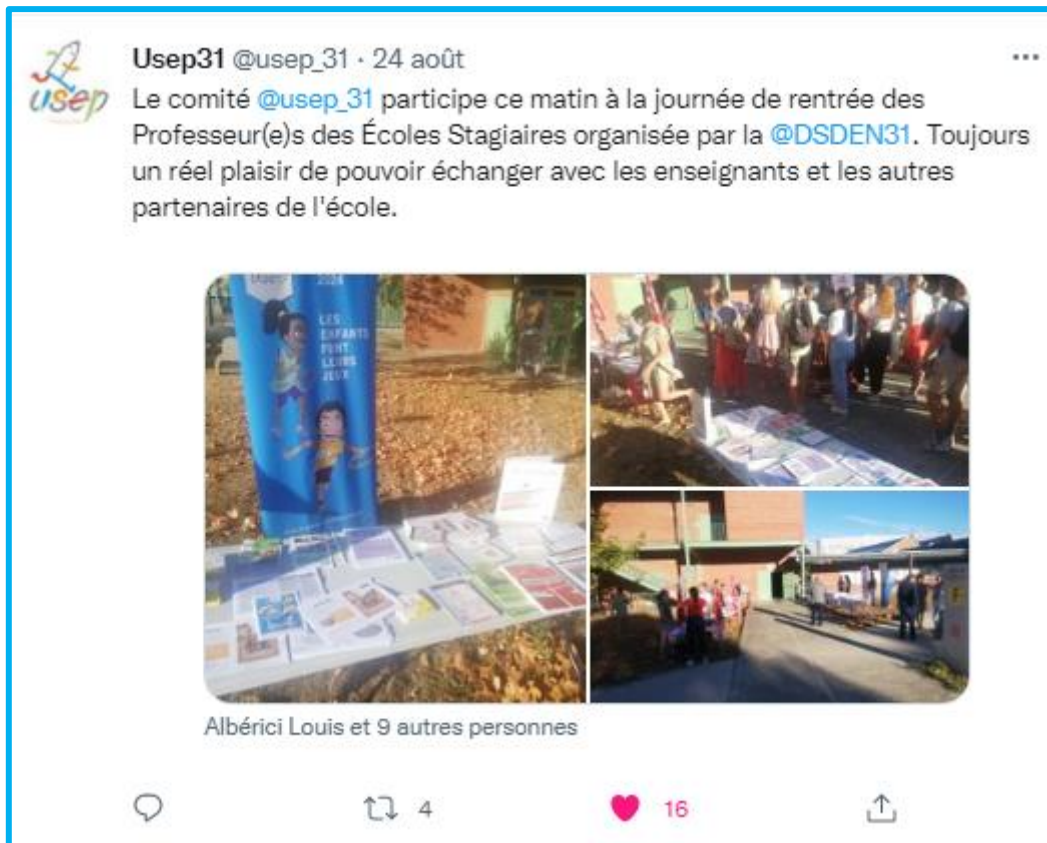 Usep31 @usep_31 · 24 août
Le comité @usep_31 participe ce matin à la journée de rentrée des
Professeur(e)s des Écoles Stagiaires organisée par la @DSDEN31. Toujours
un réel plaisir de pouvoir échanger avec les enseignants et les autres
partenaires de l'école.
usep
2024
LES
ENFANTS
FONT
LEURS
JEUX
Albérici Louis et 9 autres personnes
4
16